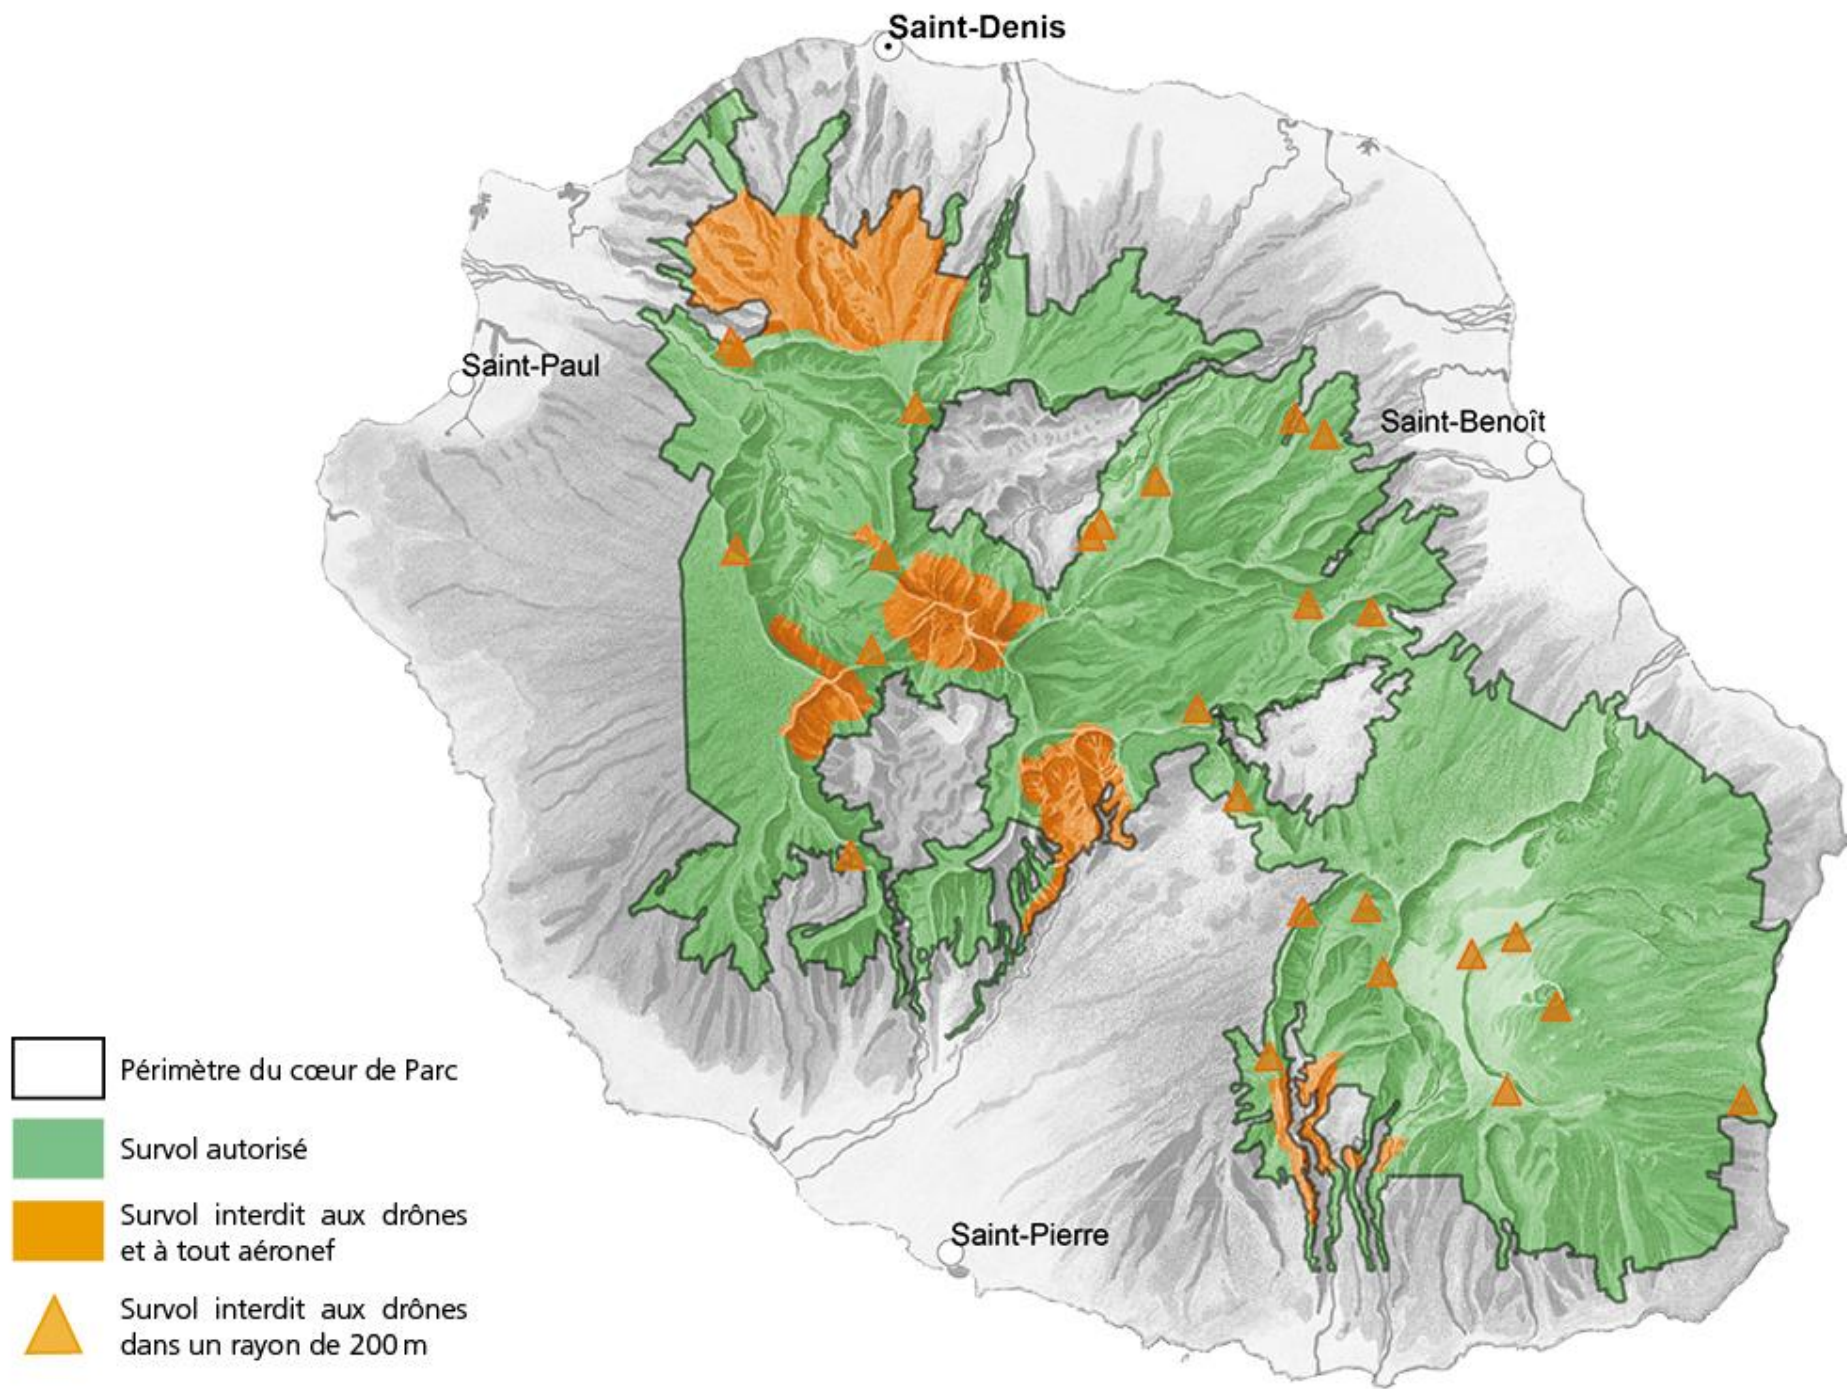 Saint-Denis
Saint-Paul
Saint-Benoît
Saint-Pierre
Périmètre du cœur de Parc
Survol autorisé
Survol interdit aux drônes
et à tout aéronef
Survol interdit aux drônes
dans un rayon de 200 m